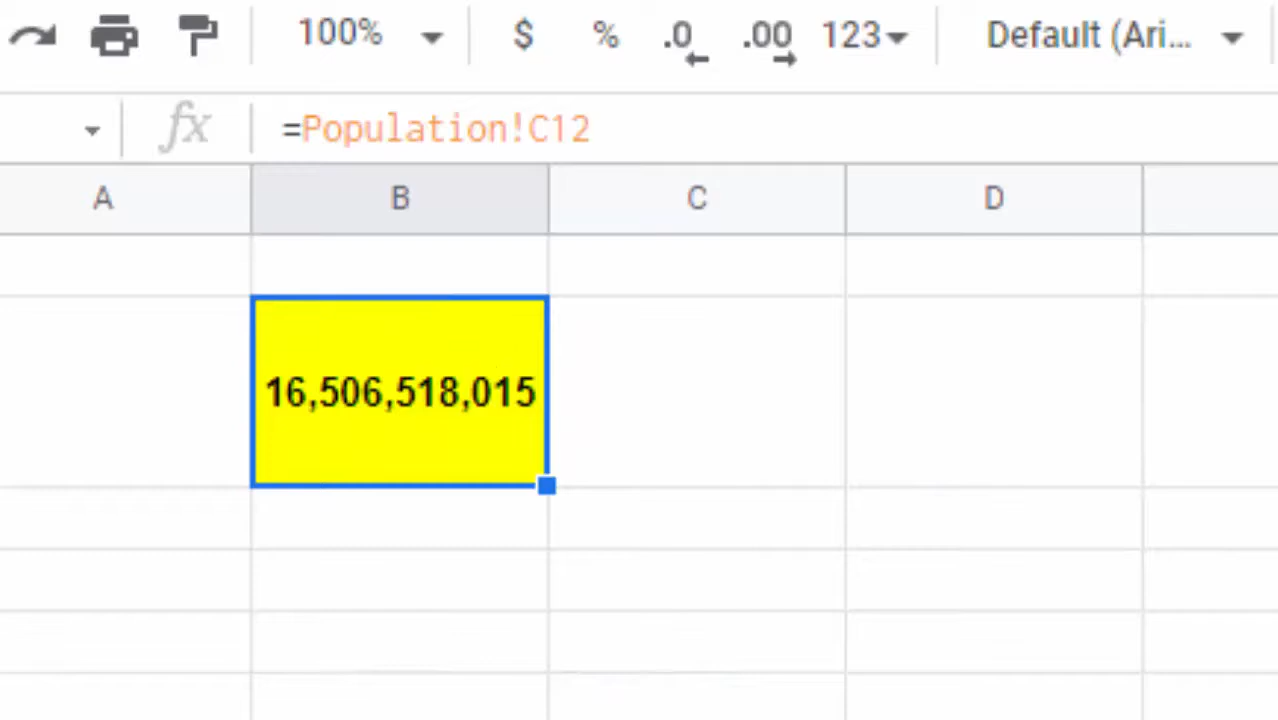 100% $ % .0 .00 123 Default (Ari...
fx =Population!C12
A B C D
16,506,518,015